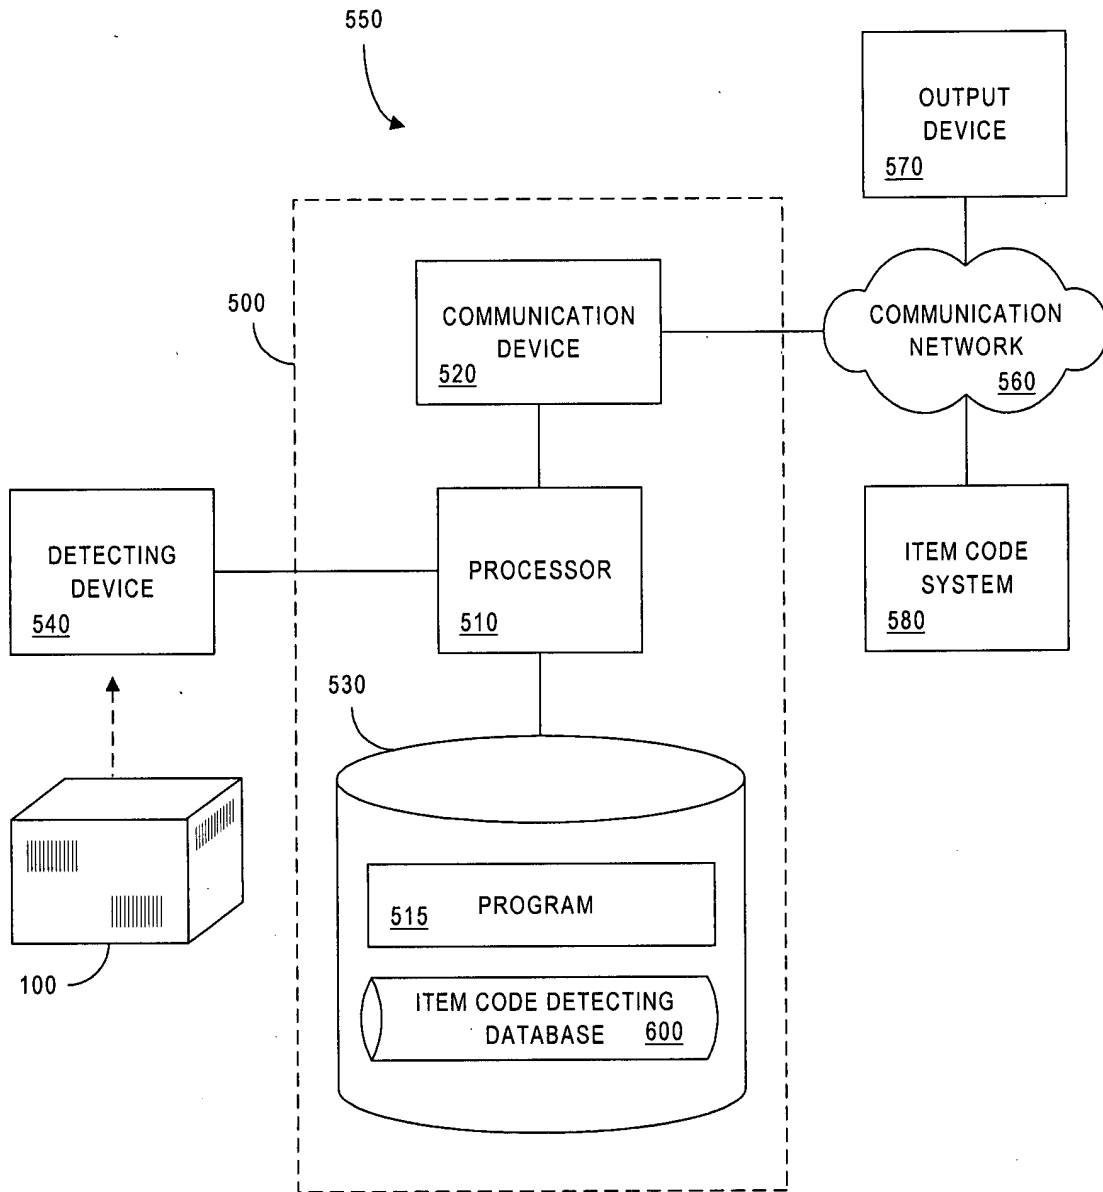 550
OUTPUT
DEVICE
570
500
COMMUNICATION
DEVICE
520
COMMUNICATION
NETWORK
560
DETECTING
DEVICE
540
PROCESSOR
510
ITEM CODE
SYSTEM
580
530
PROGRAM
515
100
ITEM CODE DETECTING
DATABASE 600